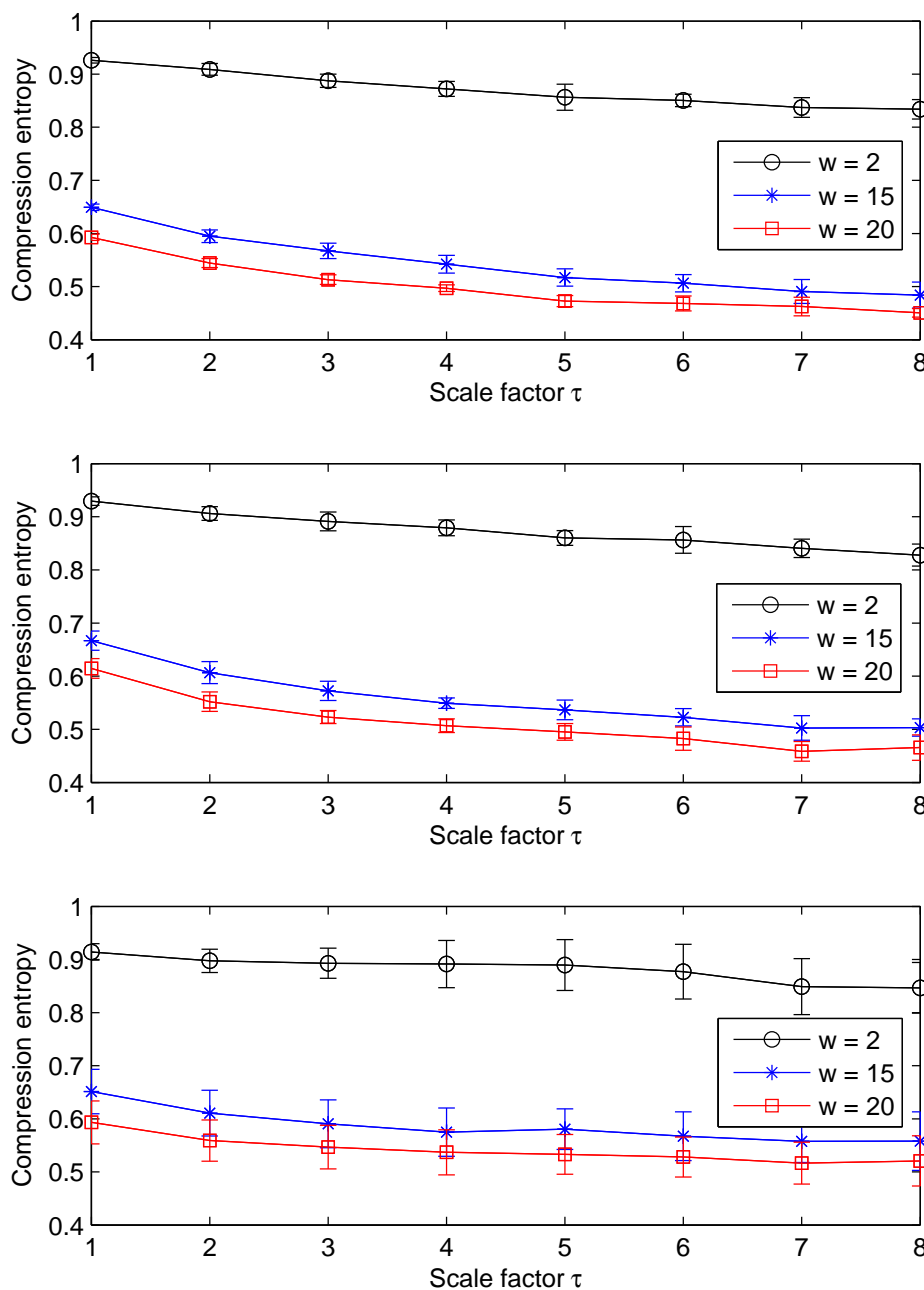 1
0.9
0.8
0.7
0.6
0.5
0.4
Compression entropy
w = 2
w = 15
w = 20
1 2 3 4 5 6 7 8
Scale factor τ
1
0.9
0.8
0.7
0.6
0.5
0.4
Compression entropy
w = 2
w = 15
w = 20
1 2 3 4 5 6 7 8
Scale factor τ
1
0.9
0.8
0.7
0.6
0.5
0.4
Compression entropy
w = 2
w = 15
w = 20
1 2 3 4 5 6 7 8
Scale factor τ